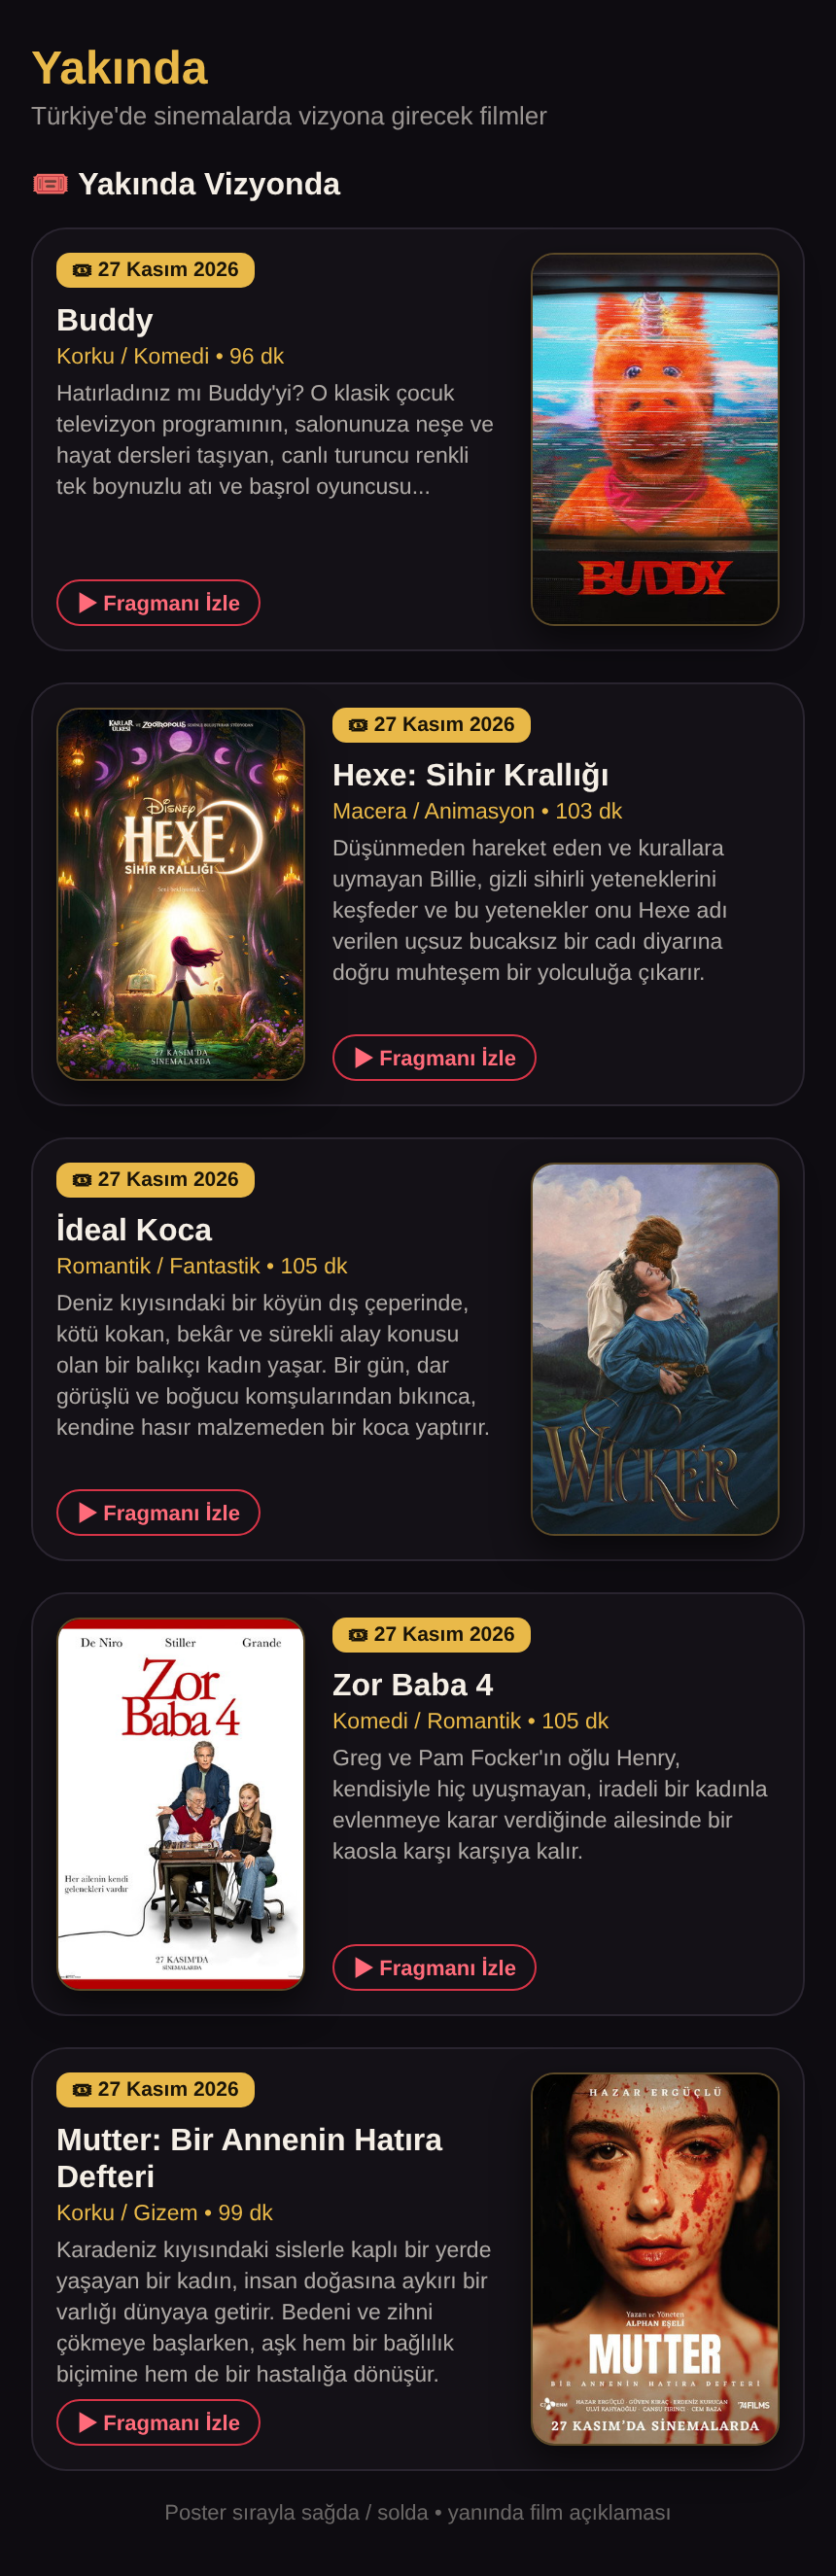 Yakında
Türkiye'de sinemalarda vizyona girecek filmler
Yakında Vizyonda
27 Kasım 2026
Buddy
Korku / Komedi • 96 dk
Hatırladınız mı Buddy'yi? O klasik çocuk
televizyon programının, salonunuza neşe ve
hayat dersleri taşıyan, canlı turuncu renkli
tek boynuzlu atı ve başrol oyuncusu...
▶ Fragmanı İzle
BUDDY
KARLAR ÜLKESİ VE ZOOTROPOLIS
DISNEY
HEXE
SİHİR KRALLIĞI
27 KASIM'DA
SİNEMALARDA
27 Kasım 2026
Hexe: Sihir Krallığı
Macera / Animasyon • 103 dk
Düşünmeden hareket eden ve kurallara
uymayan Billie, gizli sihirli yeteneklerini
keşfeder ve bu yetenekler onu Hexe adı
verilen uçsuz bucaksız bir cadı diyarına
doğru muhteşem bir yolculuğa çıkarır.
▶ Fragmanı İzle
27 Kasım 2026
İdeal Koca
Romantik / Fantastik • 105 dk
Deniz kıyısındaki bir köyün dış çeperinde,
kötü kokan, bekâr ve sürekli alay konusu
olan bir balıkçı kadın yaşar. Bir gün, dar
görüşlü ve boğucu komşularından bıkınca,
kendine hasır malzemeden bir koca yaptırır.
▶ Fragmanı İzle
WICKER
De Niro Stiller Grande
Zor
Baba 4
Her ailenin kendi
gelenekleri vardır
27 KASIM'DA
SİNEMALARDA
27 Kasım 2026
Zor Baba 4
Komedi / Romantik • 105 dk
Greg ve Pam Focker'ın oğlu Henry,
kendisiyle hiç uyuşmayan, iradeli bir kadınla
evlenmeye karar verdiğinde ailesinde bir
kaosla karşı karşıya kalır.
▶ Fragmanı İzle
27 Kasım 2026
Mutter: Bir Annenin Hatıra
Defteri
Korku / Gizem • 99 dk
Karadeniz kıyısındaki sislerle kaplı bir yerde
yaşayan bir kadın, insan doğasına aykırı bir
varlığı dünyaya getirir. Bedeni ve zihni
çökmeye başlarken, aşk hem bir bağlılık
biçimine hem de bir hastalığa dönüşür.
▶ Fragmanı İzle
HAZAR ERGÜÇLÜ
Yazan ve Yöneten
ALPHAN EŞELİ
MUTTER
BİR ANNENİN HATIRA DEFTERİ
HAZAR ERGÜÇLÜ
'74FILMS
27 KASIM'DA SİNEMALARDA
Poster sırayla sağda / solda • yanında film açıklaması